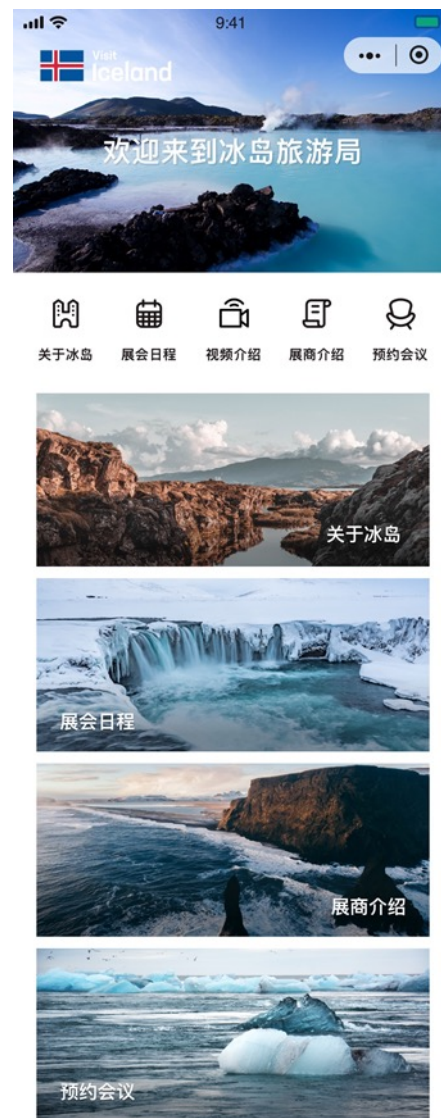 9:41
Visit
Iceland
欢迎来到冰岛旅游局
关于冰岛 展会日程 视频介绍 展商介绍 预约会议
关于冰岛
展会日程
展商介绍
预约会议